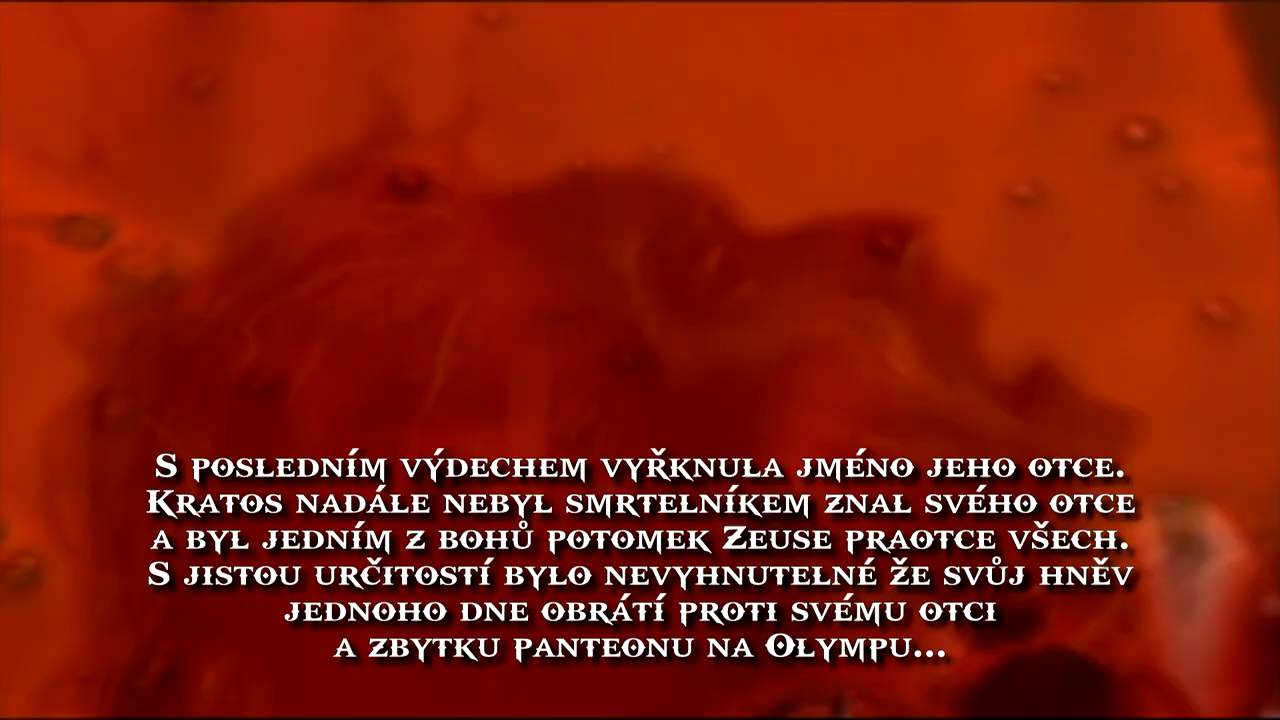 S posledním výdechem vyřknula jméno jeho otce.
Kratos nadále nebyl smrtelníkem znal svého otce
a byl jedním z bohů potomek Zeuse praotce všech.
S jistou určitostí bylo nevyhnutelné že svůj hněv
jednoho dne obrátí proti svému otci
a zbytku panteonu na Olympu...